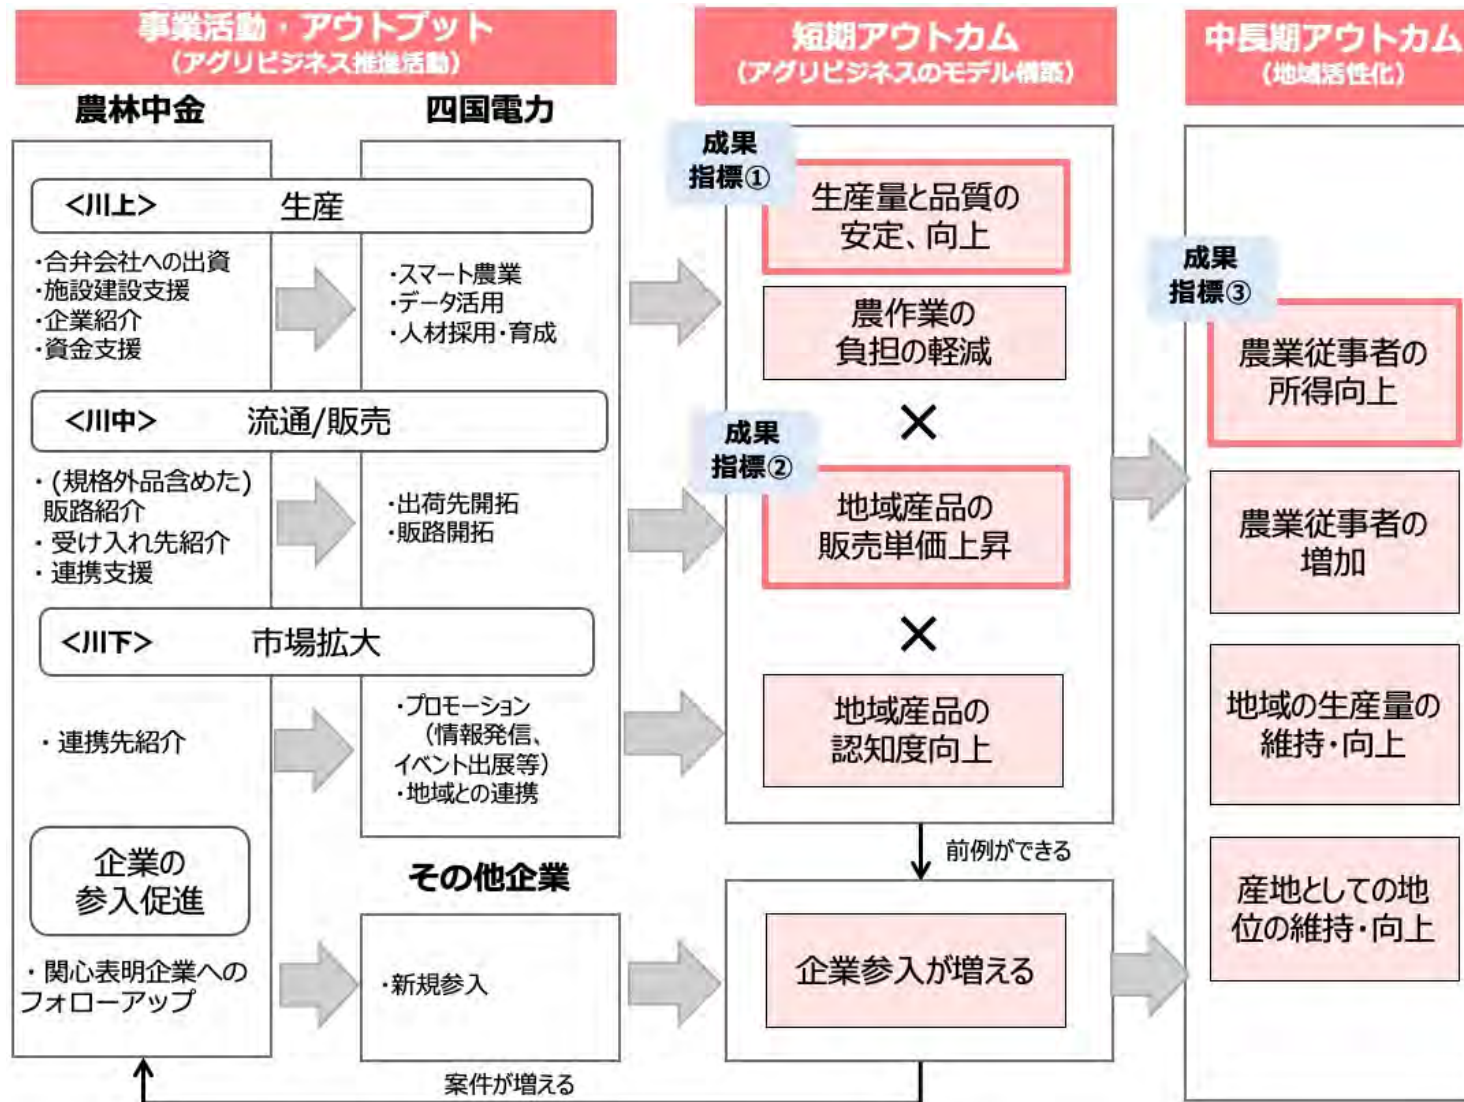 事業活動・アウトプット
(アグリビジネス推進活動)
短期アウトカム
(アグリビジネスのモデル構築)
中長期アウトカム
(地域活性化)
農林中金
四国電力
<川上> 生産
・合弁会社への出資
・施設建設支援
・企業紹介
・資金支援
・スマート農業
・データ活用
・人材採用・育成
<川中> 流通/販売
・(規格外品含めた)
販路紹介
・受け入れ先紹介
・連携支援
・出荷先開拓
・販路開拓
<川下> 市場拡大
・連携先紹介
・プロモーション
(情報発信、
イベント出展等)
・地域との連携
企業の
参入促進
・関心表明企業への
フォローアップ
その他企業
・新規参入
成果
指標①
生産量と品質の
安定、向上
農作業の
負担の軽減
×
成果
指標②
地域産品の
販売単価上昇
×
地域産品の
認知度向上
前例ができる
企業参入が増える
案件が増える
成果
指標③
農業従事者の
所得向上
農業従事者の
増加
地域の生産量の
維持・向上
産地としての地
位の維持・向上